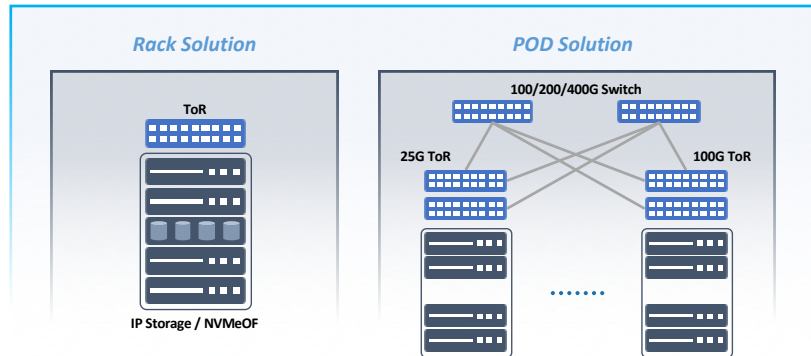 Rack Solution
POD Solution
ToR
100/200/400G Switch
25G ToR
100G ToR
IP Storage / NVMeOF